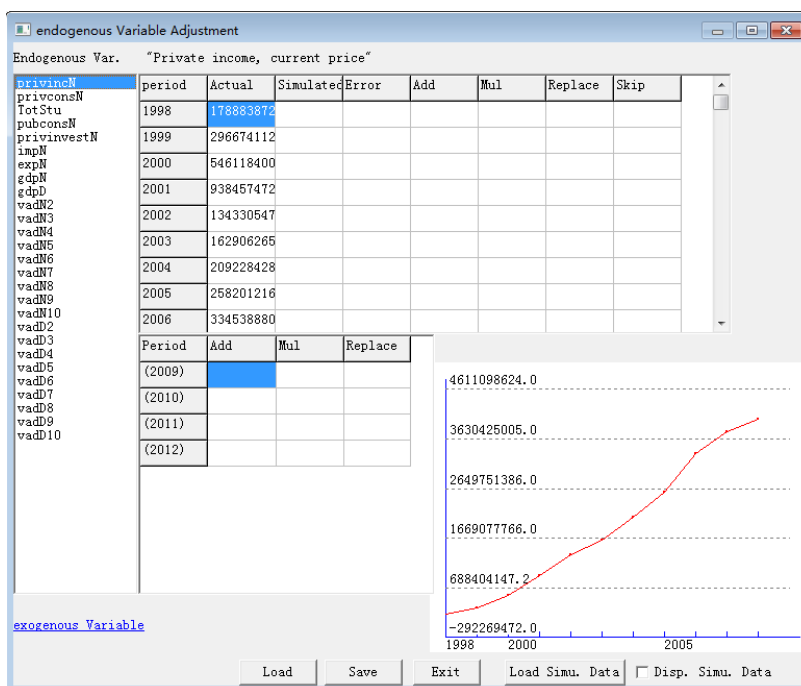 endogenous Variable Adjustment
Endogenous Var. "Private income, current price"
privincN
privconsN
TotStu
pubconsN
privinvestN
impN
expN
gdpN
gdpD
vadN2
vadN3
vadN4
vadN5
vadN6
vadN7
vadN8
vadN9
vadN10
vadD2
vadD3
vadD4
vadD5
vadD6
vadD7
vadD8
vadD9
vadD10
period Actual Simulated Error Add Mul Replace Skip
1998 178883872
1999 296674112
2000 546118400
2001 938457472
2002 134330547
2003 162906265
2004 209228428
2005 258201216
2006 334538880
Period Add Mul Replace
(2009)
(2010)
(2011)
(2012)
4611098624.0
3630425005.0
2649751386.0
1669077766.0
688404147.2
-292269472.0
1998 2000 2005
exogenous Variable
Load Save Exit Load Simu. Data Disp. Simu. Data